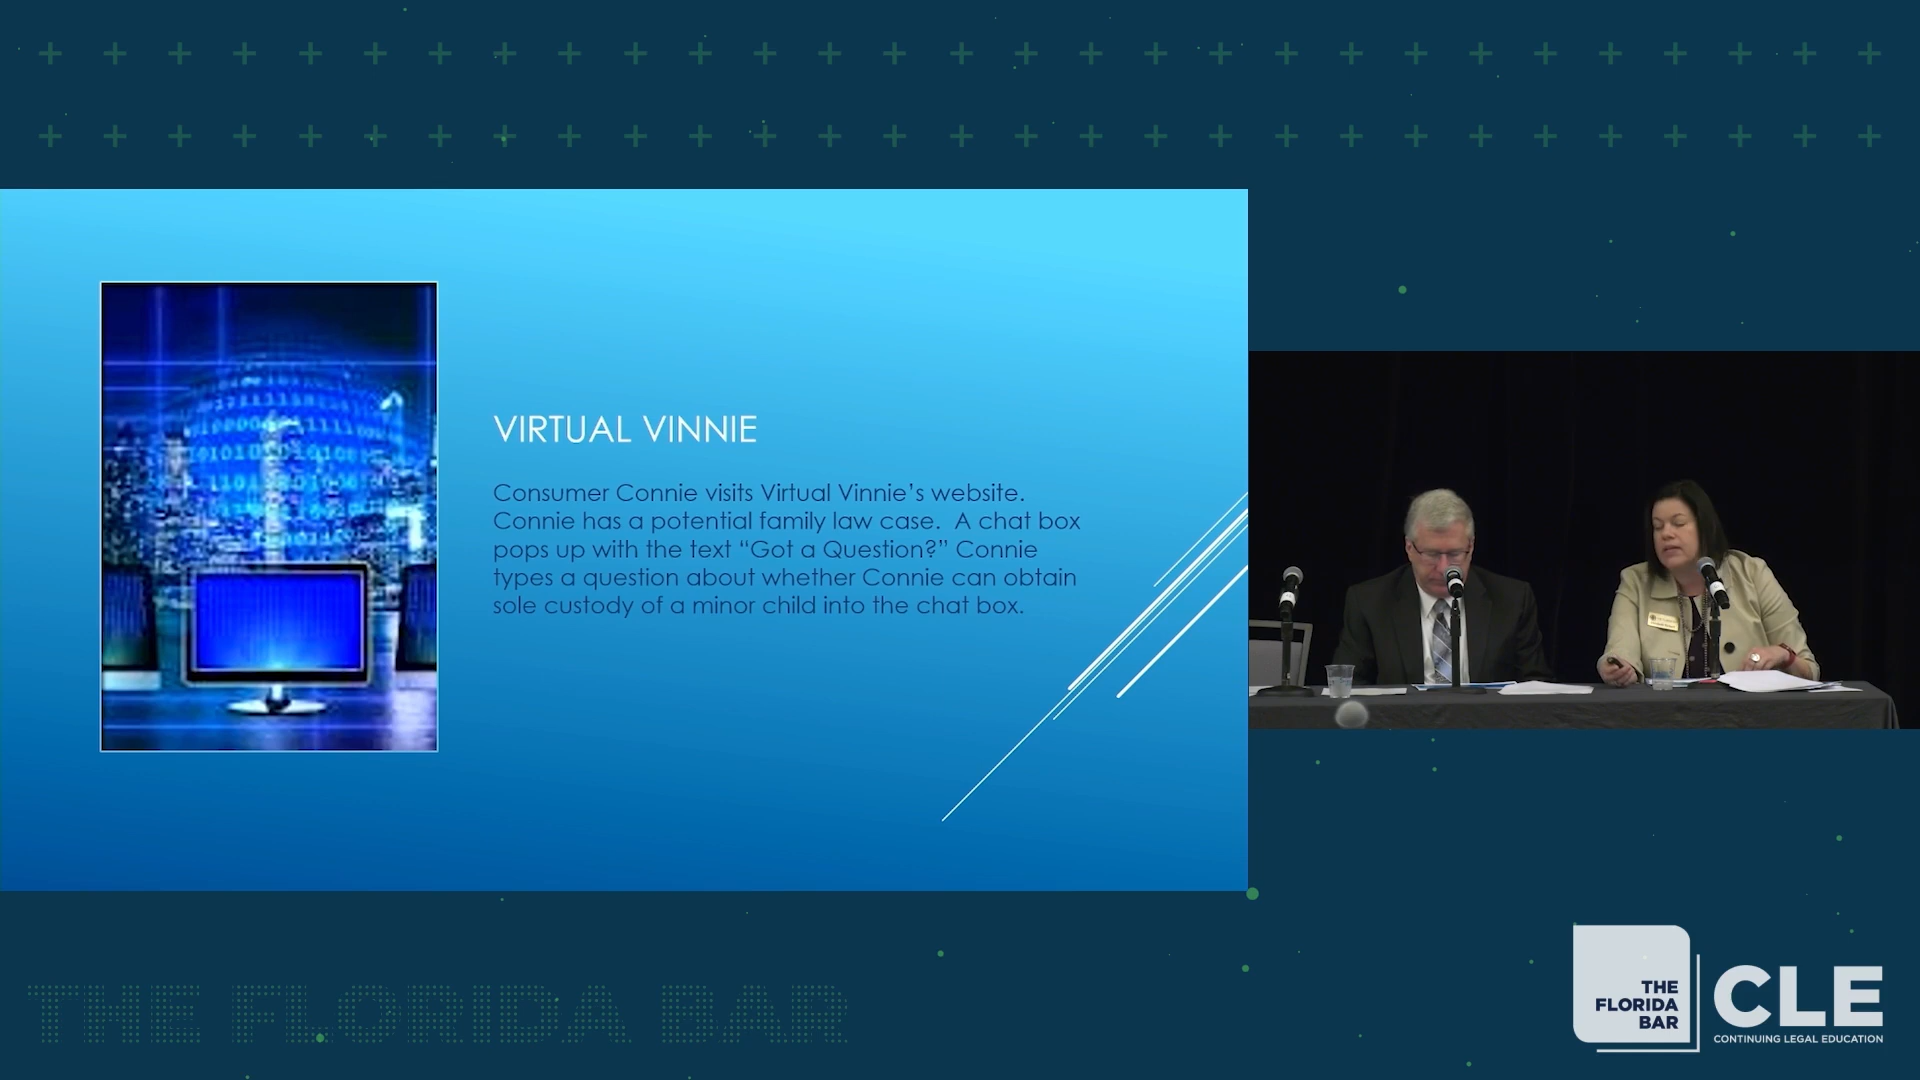 VIRTUAL VINNIE
Consumer Connie visits Virtual Vinnie’s website.
Connie has a potential family law case.  A chat box
pops up with the text “Got a Question?” Connie
types a question about whether Connie can obtain
sole custody of a minor child into the chat box.
THE FLORIDA BAR
THE
FLORIDA
BAR
CLE
CONTINUING LEGAL EDUCATION